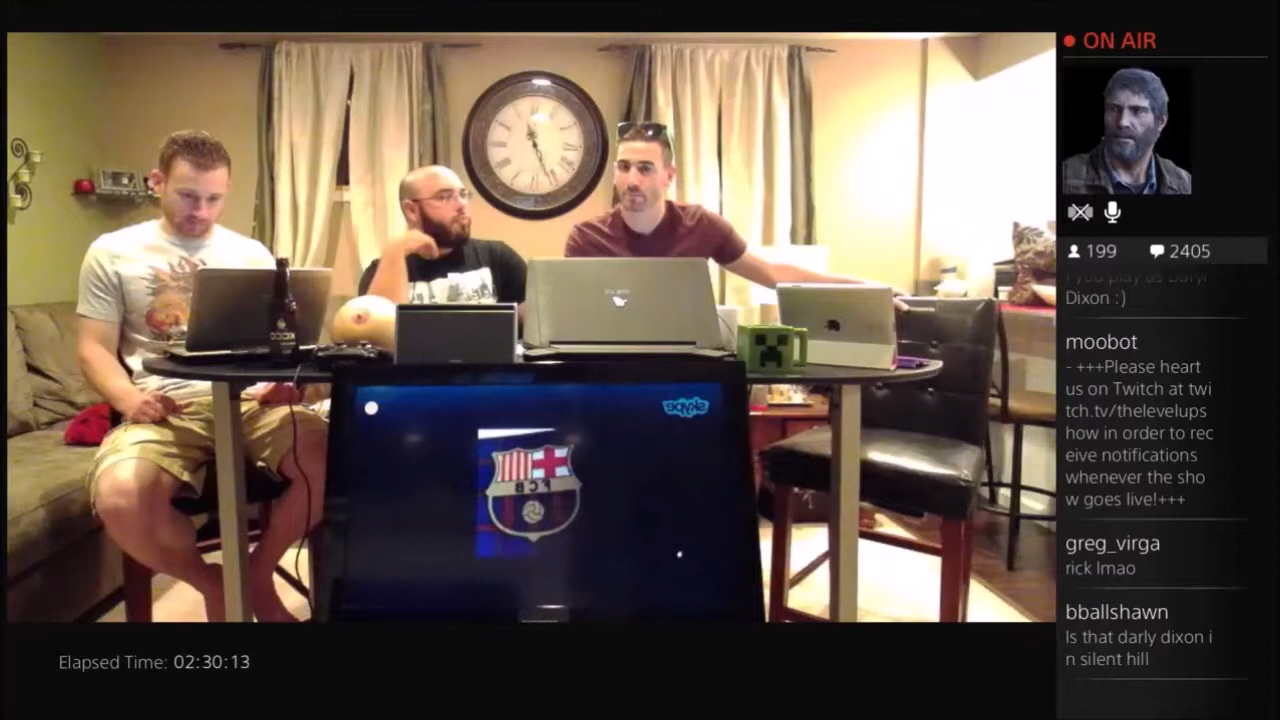 ON AIR
199 2405
Dixon :)
moobot
- +++Please heart
us on Twitch at twi
tch.tv/thelevelups
how in order to rec
eive notifications
whenever the sho
w goes live!+++
greg_virga
rick lmao
bballshawn
Is that darly dixon i
n silent hill
skype
FCB
Elapsed Time: 02:30:13